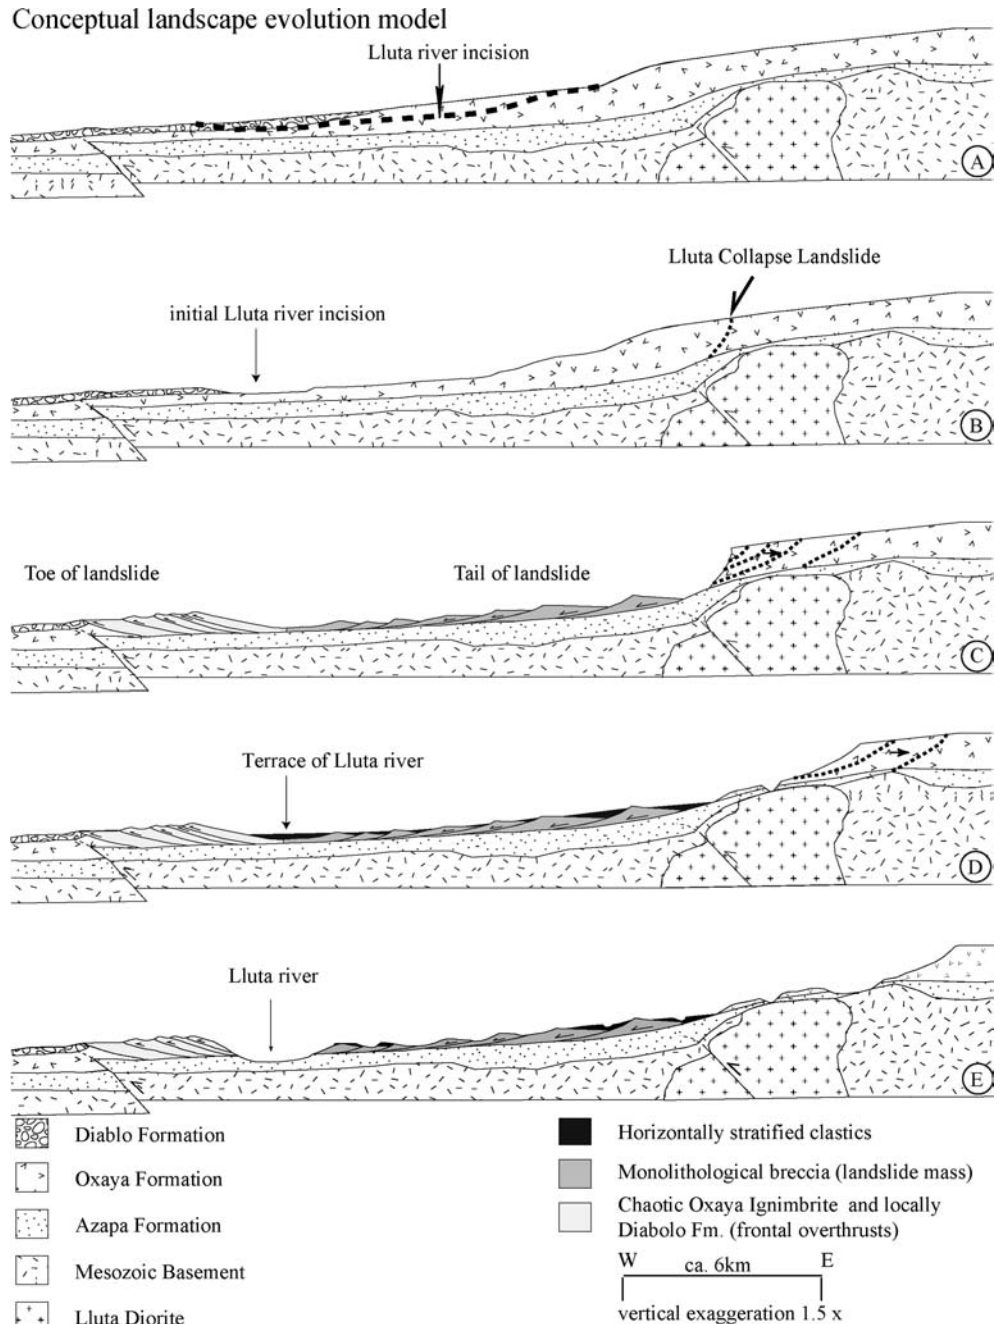 Conceptual landscape evolution model
Lluta river incision
A
Lluta Collapse Landslide
initial Lluta river incision
B
Toe of landslide
Tail of landslide
C
Terrace of Lluta river
D
Lluta river
E
Diablo Formation
Oxaya Formation
Azapa Formation
Mesozoic Basement
Lluta Diorite
Horizontally stratified clastics
Monolithological breccia (landslide mass)
Chaotic Oxaya Ignimbrite and locally
Diabolo Fm. (frontal overthrusts)
W ca. 6km E
vertical exaggeration 1.5 x